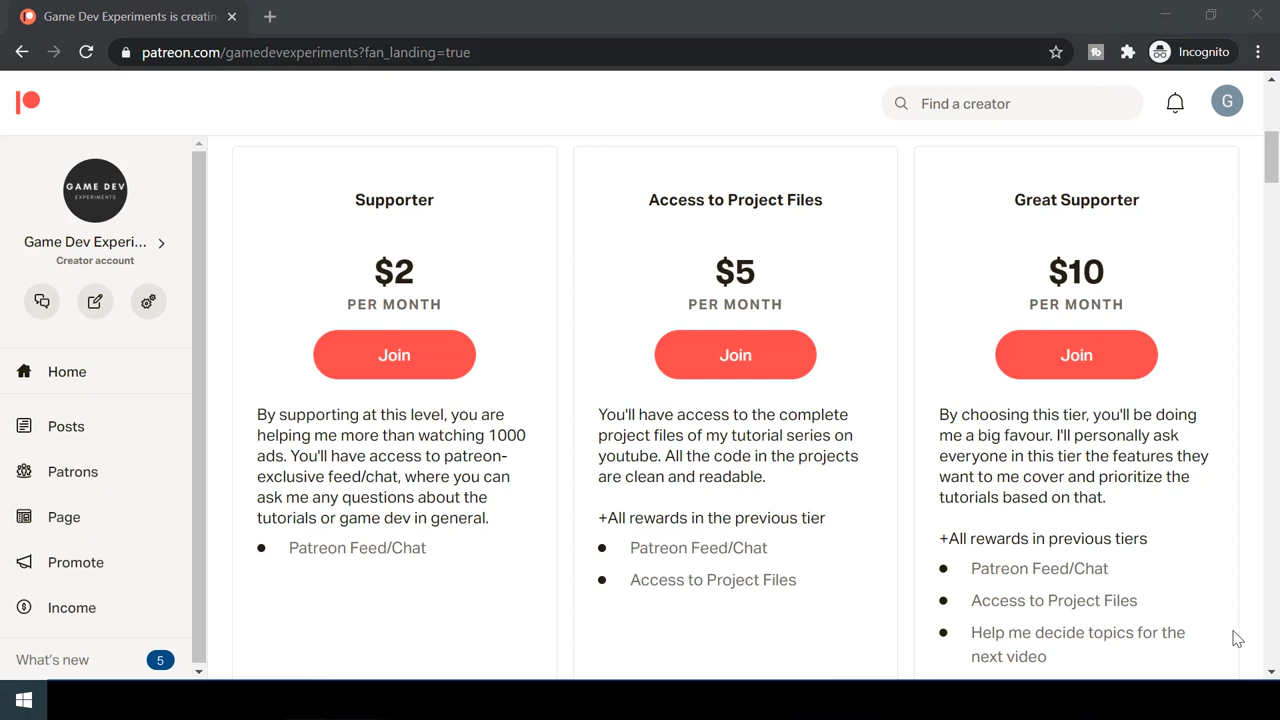 Game Dev Experiments is creatin
patreon.com/gamedevexperiments?fan_landing=true
Incognito
Find a creator
G
GAME DEV
EXPERIMENTS
Game Dev Experi...
Creator account
Home
Posts
Patrons
Page
Promote
Income
What's new
5
Supporter
$2
PER MONTH
Join
By supporting at this level, you are
helping me more than watching 1000
ads. You'll have access to patreon-
exclusive feed/chat, where you can
ask me any questions about the
tutorials or game dev in general.
Patreon Feed/Chat
Access to Project Files
$5
PER MONTH
Join
You'll have access to the complete
project files of my tutorial series on
youtube. All the code in the projects
are clean and readable.
+All rewards in the previous tier
Patreon Feed/Chat
Access to Project Files
Great Supporter
$10
PER MONTH
Join
By choosing this tier, you'll be doing
me a big favour. I'll personally ask
everyone in this tier the features they
want to me cover and prioritize the
tutorials based on that.
+All rewards in previous tiers
Patreon Feed/Chat
Access to Project Files
Help me decide topics for the
next video